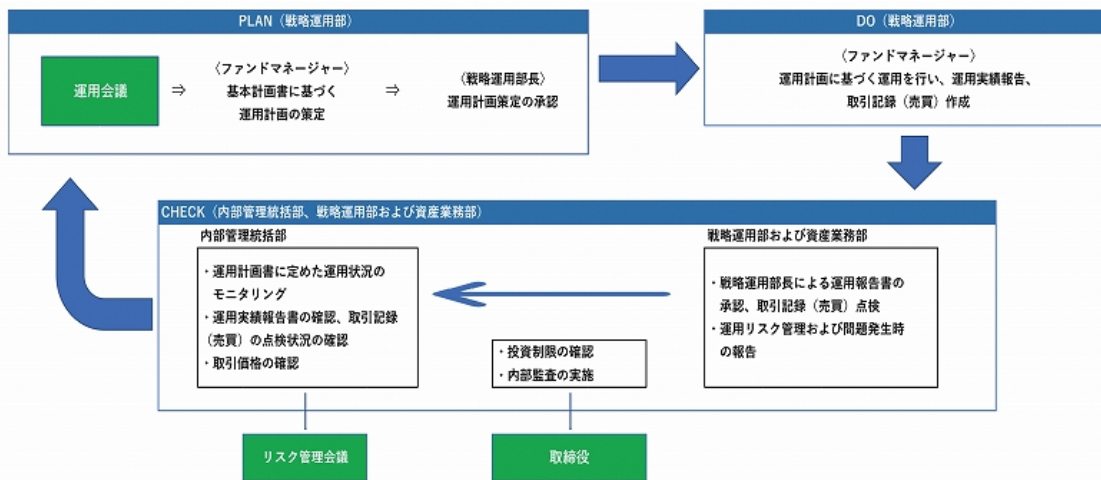 PLAN（戦略運用部）
運用会議
⇒
〈ファンドマネージャー〉
基本計画書に基づく
運用計画の策定
⇒
〈戦略運用部長〉
運用計画策定の承認
DO（戦略運用部）
〈ファンドマネージャー〉
運用計画に基づく運用を行い、運用実績報告、
取引記録（売買）作成
CHECK（内部管理統括部、戦略運用部および資産業務部）
内部管理統括部
・運用計画書に定めた運用状況の
モニタリング
・運用実績報告書の確認、取引記録
（売買）の点検状況の確認
・取引価格の確認
・投資制限の確認
・内部監査の実施
戦略運用部および資産業務部
・戦略運用部長による運用報告書の
承認、取引記録（売買）点検
・運用リスク管理および問題発生時
の報告
リスク管理会議
取締役